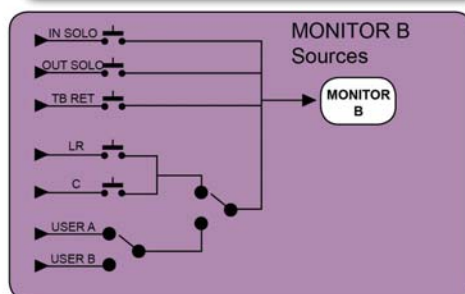 MONITOR B
Sources
IN SOLO
OUT SOLO
TB RET
MONITOR
B
LR
C
USER A
USER B